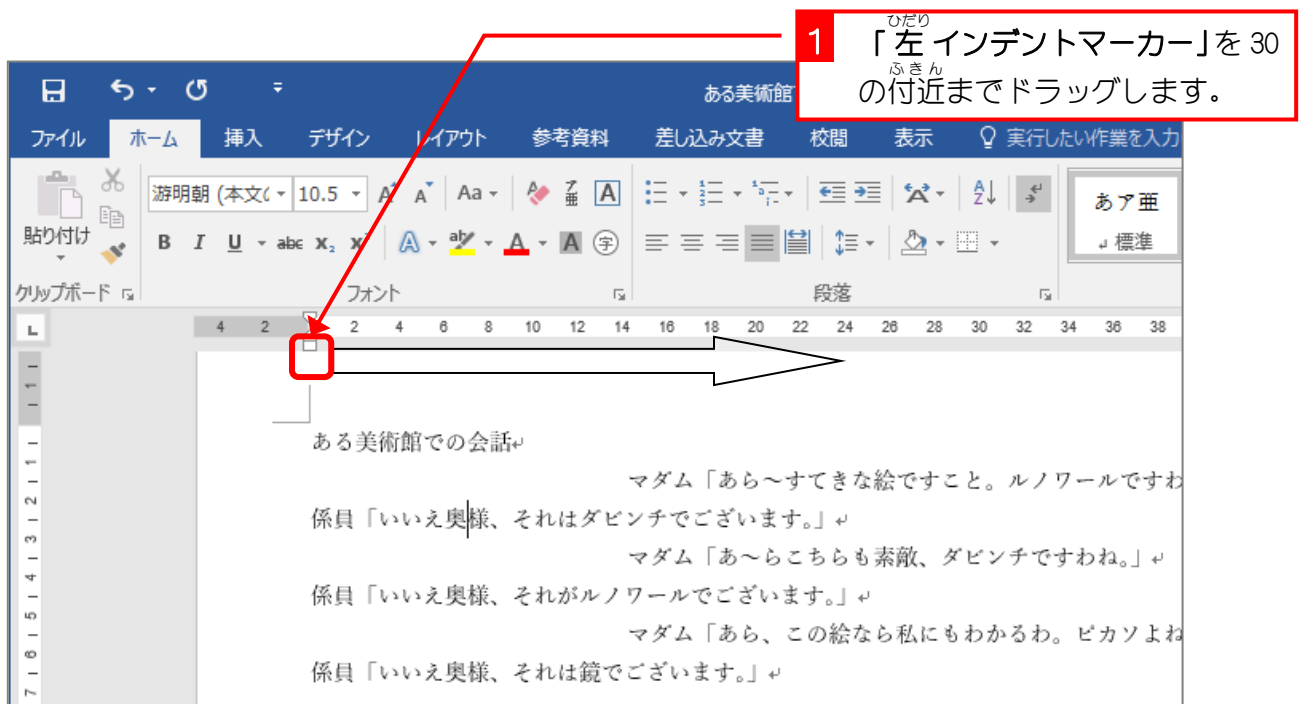 1 「左インデントマーカー」を 30
ひだり
の付近までドラッグします。
ふきん
ある美術館
ファイル ホーム 挿入 デザイン レイアウト 参考資料 差し込み文書 校閲 表示 実行したい作業を入力
游明朝 (本文( 10.5 A A Aa ア亜 A あア亜
貼り付け B I U abc x₂ x A aby A A 字 ↵標準
クリップボード フォント 段落
L 4 2 2 4 6 8 10 12 14 16 18 20 22 24 26 28 30 32 34 36 38
1
ある美術館での会話↵
マダム「あら～すてきな絵ですこと。ルノワールですわ
係員「いいえ奥様、それはダビンチでございます。」↵
マダム「あ～らこちらも素敵、ダビンチですわね。」↵
係員「いいえ奥様、それがルノワールでございます。」↵
マダム「あら、この絵なら私にもわかるわ。ピカソよね
係員「いいえ奥様、それは鏡でございます。」↵
1
2
3
4
5
6
7